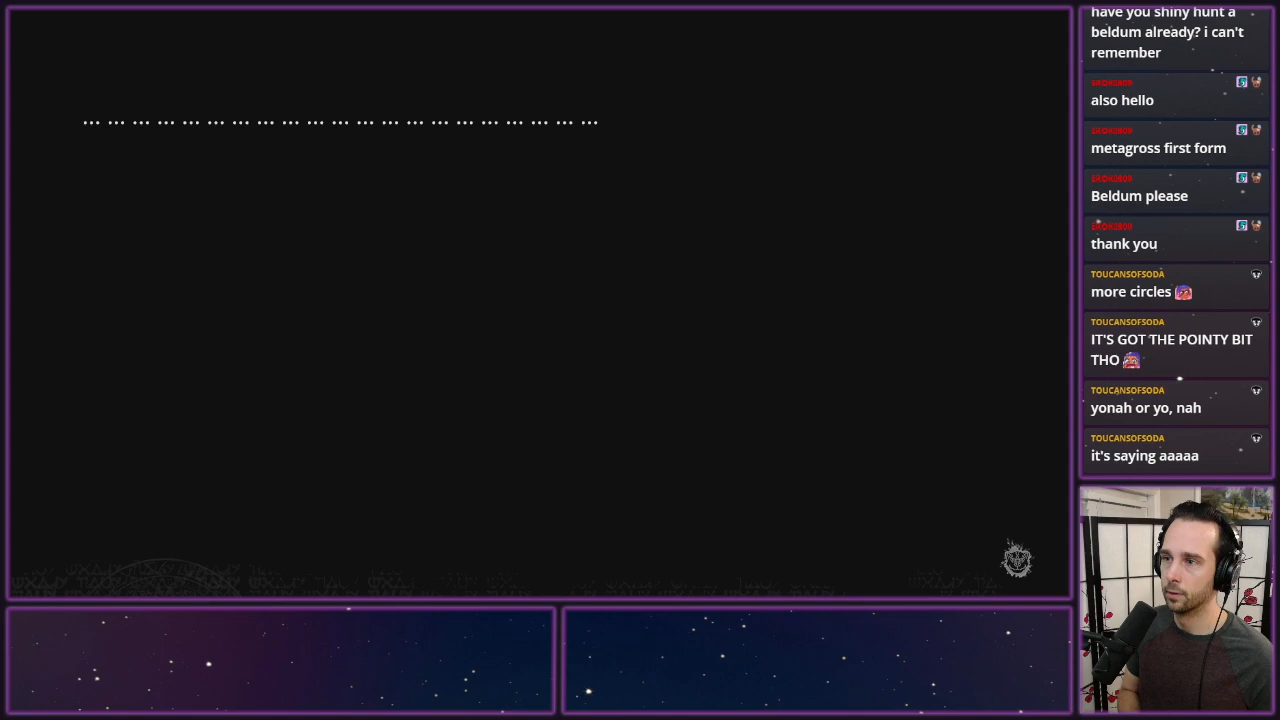 ... ... ... ... ... ... ... ... ... ... ... ... ... ... ... ... ... ... ... ... ...
have you shiny hunt a
beldum already? i can't
remember
also hello
metagross first form
Beldum please
thank you
TOUCANSOFSODA
more circles
TOUCANSOFSODA
IT'S GOT THE POINTY BIT
THO
TOUCANSOFSODA
yonah or yo, nah
TOUCANSOFSODA
it's saying aaaaa